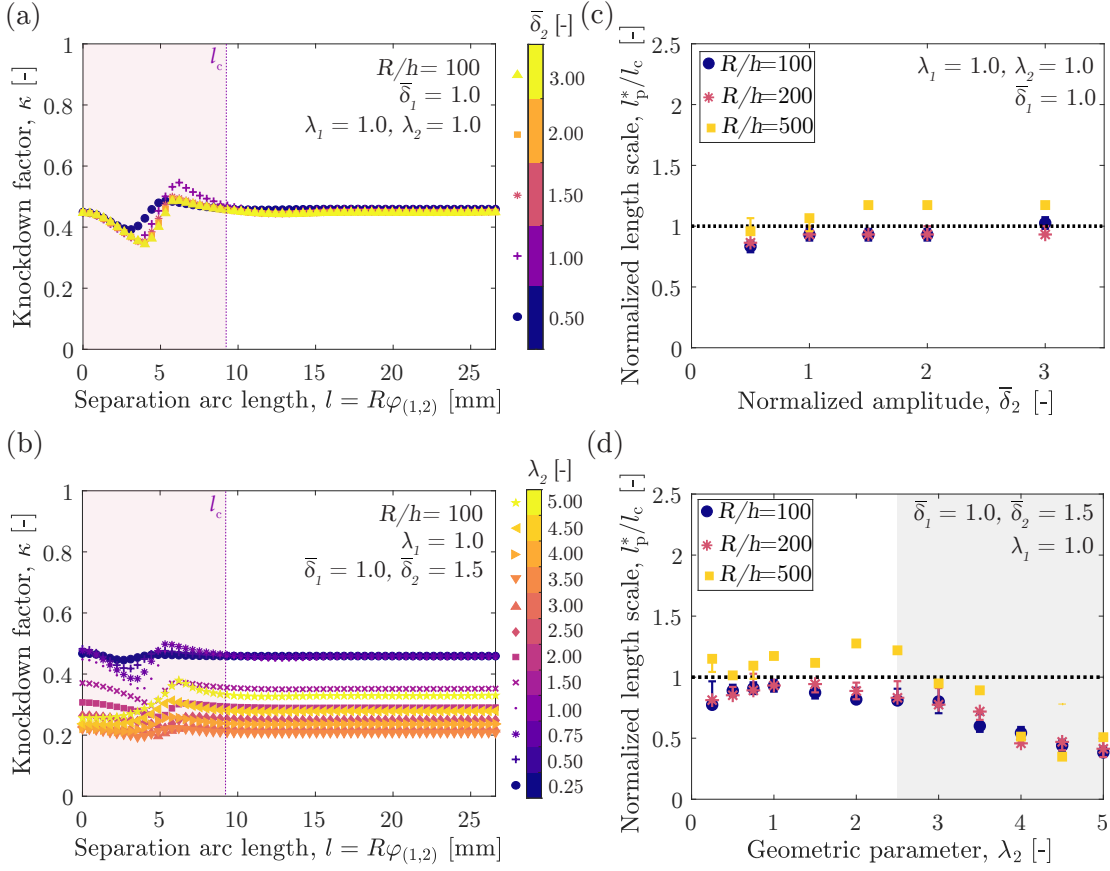 (a)
Knockdown factor, κ [-]
1
0.8
0.6
0.4
0.2
0
0 5 10 15 20 25
Separation arc length, l = Rφ(1,2) [mm]
l_c
R/h= 100
δ̅_1 = 1.0
λ_1 = 1.0, λ_2 = 1.0
δ̅_2 [-]
3.00
2.00
1.50
1.00
0.50
(c)
Normalized length scale, l*_p/l_c [-]
2.5
2
1.5
1
0.5
0
0 1 2 3
Normalized amplitude, δ̅_2 [-]
R/h=100
R/h=200
R/h=500
λ_1 = 1.0, λ_2 = 1.0
δ̅_1 = 1.0
(b)
Knockdown factor, κ [-]
1
0.8
0.6
0.4
0.2
0
0 5 10 15 20 25
Separation arc length, l = Rφ(1,2) [mm]
l_c
R/h= 100
λ_1 = 1.0
δ̅_1 = 1.0, δ̅_2 = 1.5
λ_2 [-]
5.00
4.50
4.00
3.50
3.00
2.50
2.00
1.50
1.00
0.75
0.50
0.25
(d)
Normalized length scale, l*_p/l_c [-]
2.5
2
1.5
1
0.5
0
0 1 2 3 4 5
Geometric parameter, λ_2 [-]
R/h=100
R/h=200
R/h=500
δ̅_1 = 1.0, δ̅_2 = 1.5
λ_1 = 1.0